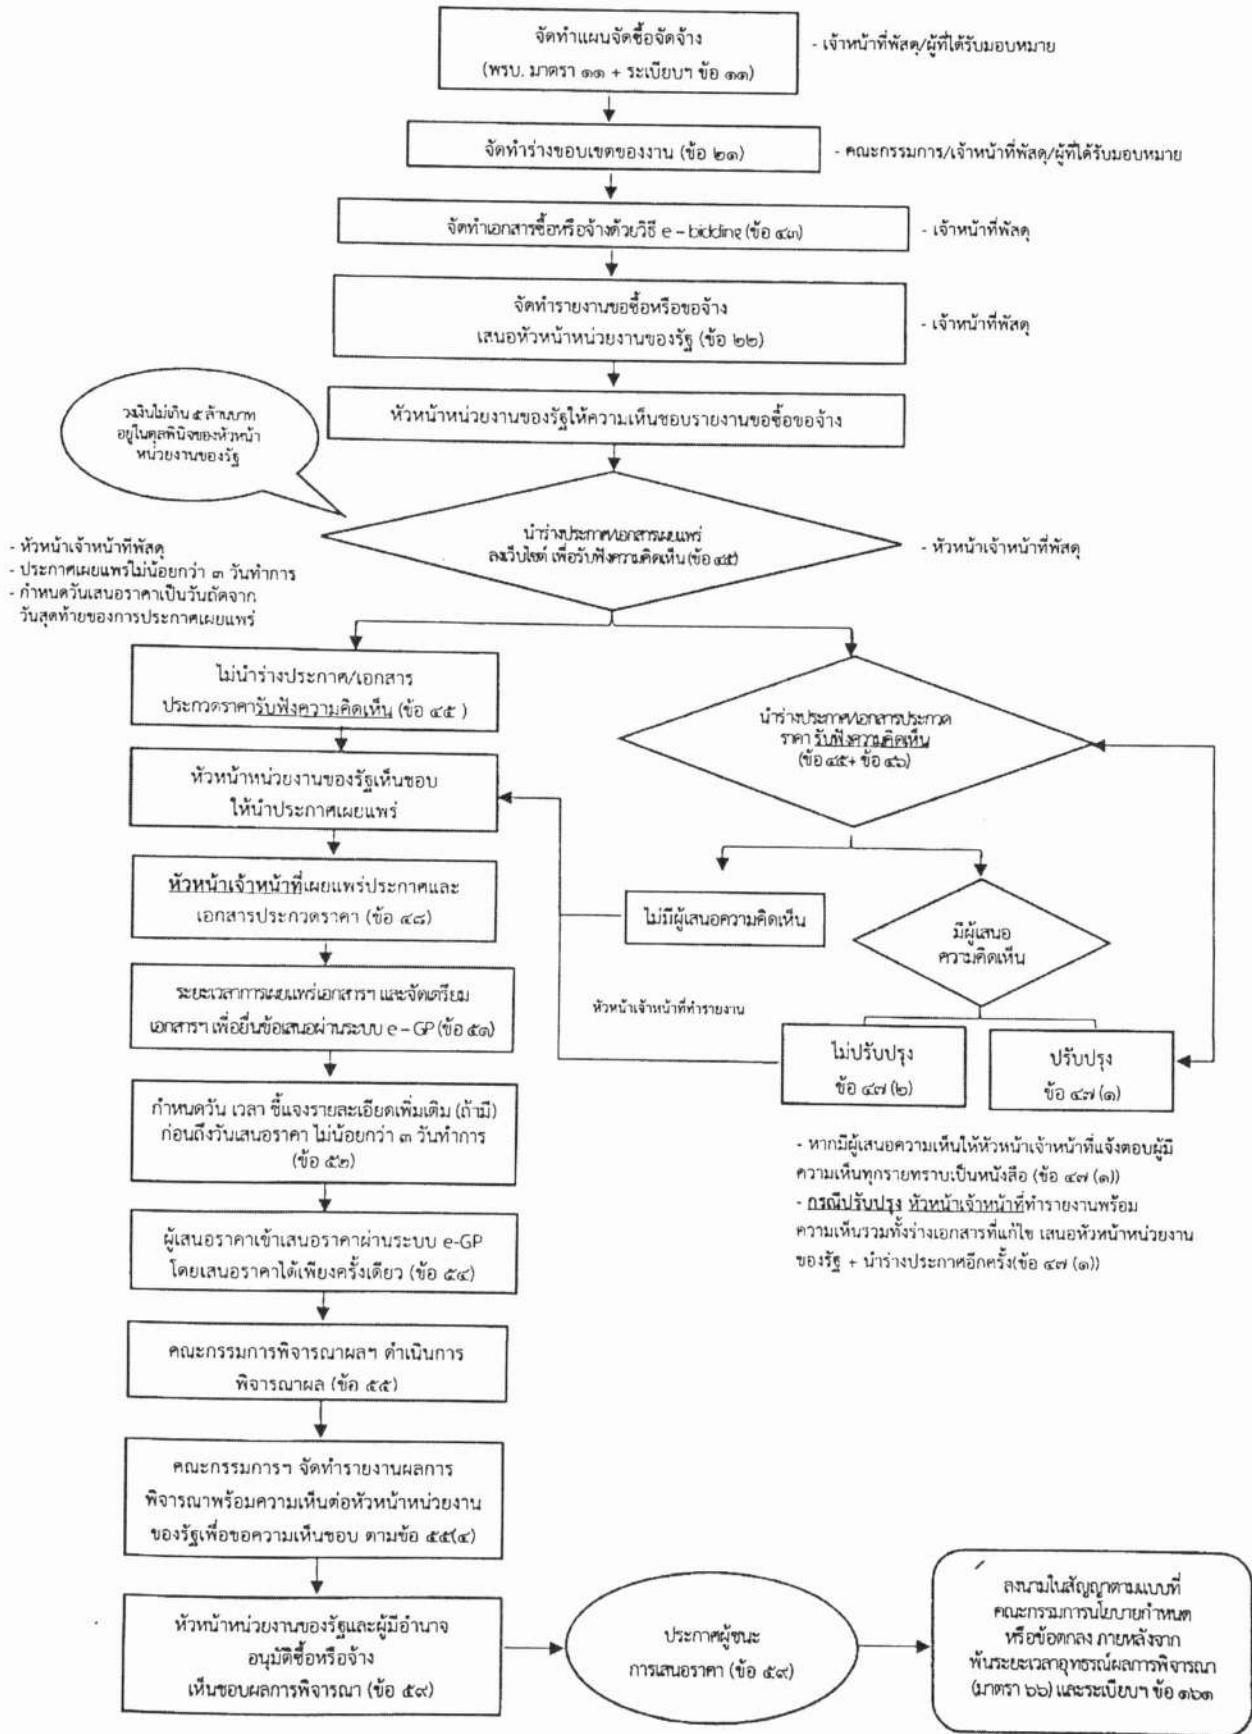 จัดทำแผนจัดซื้อจัดจ้าง
(พรบ. มาตรา ๑๑ + ระเบียบฯ ข้อ ๑๑)
- เจ้าหน้าที่พัสดุ/ผู้ที่ได้รับมอบหมาย
จัดทำร่างขอบเขตของงาน (ข้อ ๒๑)
- คณะกรรมการ/เจ้าหน้าที่พัสดุ/ผู้ที่ได้รับมอบหมาย
จัดทำเอกสารซื้อหรือจ้างด้วยวิธี e – bidding (ข้อ ๔๓)
- เจ้าหน้าที่พัสดุ
จัดทำรายงานขอซื้อหรือขอจ้าง
เสนอหัวหน้าหน่วยงานของรัฐ (ข้อ ๒๒)
- เจ้าหน้าที่พัสดุ
หัวหน้าหน่วยงานของรัฐให้ความเห็นชอบรายงานขอซื้อขอจ้าง
วงเงินไม่เกิน ๕ ล้านบาท
อยู่ในดุลพินิจของหัวหน้า
หน่วยงานของรัฐ
นำร่างประกาศ/เอกสารเผยแพร่
ลงเว็บไซต์ เพื่อรับฟังความคิดเห็น (ข้อ ๔๕)
- หัวหน้าเจ้าหน้าที่พัสดุ
- หัวหน้าเจ้าหน้าที่พัสดุ
- ประกาศเผยแพร่ไม่น้อยกว่า ๓ วันทำการ
- กำหนดวันเสนอราคาเป็นวันถัดจาก
วันสุดท้ายของการประกาศเผยแพร่
ไม่นำร่างประกาศ/เอกสาร
ประกวดราคารับฟังความคิดเห็น (ข้อ ๔๕ )
นำร่างประกาศ/เอกสารประกวด
ราคา รับฟังความคิดเห็น
(ข้อ ๔๕+ ข้อ ๔๖)
หัวหน้าหน่วยงานของรัฐเห็นชอบ
ให้นำประกาศเผยแพร่
หัวหน้าเจ้าหน้าที่เผยแพร่ประกาศและ
เอกสารประกวดราคา (ข้อ ๔๘)
ไม่มีผู้เสนอความคิดเห็น
มีผู้เสนอ
ความคิดเห็น
ระยะเวลาการเผยแพร่เอกสารฯ และจัดเตรียม
เอกสารฯ เพื่อยื่นข้อเสนอผ่านระบบ e – GP (ข้อ ๕๑)
หัวหน้าเจ้าหน้าที่ทำรายงาน
ไม่ปรับปรุง
ข้อ ๔๗ (๒)
ปรับปรุง
ข้อ ๔๗ (๑)
กำหนดวัน เวลา ชี้แจงรายละเอียดเพิ่มเติม (ถ้ามี)
ก่อนถึงวันเสนอราคา ไม่น้อยกว่า ๓ วันทำการ
(ข้อ ๕๒)
- หากมีผู้เสนอความเห็นให้หัวหน้าเจ้าหน้าที่แจ้งตอบผู้มี
ความเห็นทุกรายทราบเป็นหนังสือ (ข้อ ๔๗ (๑))
- กรณีปรับปรุง หัวหน้าเจ้าหน้าที่ทำรายงานพร้อม
ความเห็นรวมทั้งร่างเอกสารที่แก้ไข เสนอหัวหน้าหน่วยงาน
ของรัฐ + นำร่างประกาศอีกครั้ง(ข้อ ๔๗ (๑))
ผู้เสนอราคาเข้าเสนอราคาผ่านระบบ e-GP
โดยเสนอราคาได้เพียงครั้งเดียว (ข้อ ๕๔)
คณะกรรมการพิจารณาผลฯ ดำเนินการ
พิจารณาผล (ข้อ ๕๕)
คณะกรรมการฯ จัดทำรายงานผลการ
พิจารณาพร้อมความเห็นต่อหัวหน้าหน่วยงาน
ของรัฐเพื่อขอความเห็นชอบ ตามข้อ ๕๕(๔)
หัวหน้าหน่วยงานของรัฐและผู้มีอำนาจ
อนุมัติซื้อหรือจ้าง
เห็นชอบผลการพิจารณา (ข้อ ๕๙)
ประกาศผู้ชนะ
การเสนอราคา (ข้อ ๕๙)
ลงนามในสัญญาตามแบบที่
คณะกรรมการนโยบายกำหนด
หรือข้อตกลง ภายหลังจาก
พ้นระยะเวลาอุทธรณ์ผลการพิจารณา
(มาตรา ๖๖) และระเบียบฯ ข้อ ๑๖๑